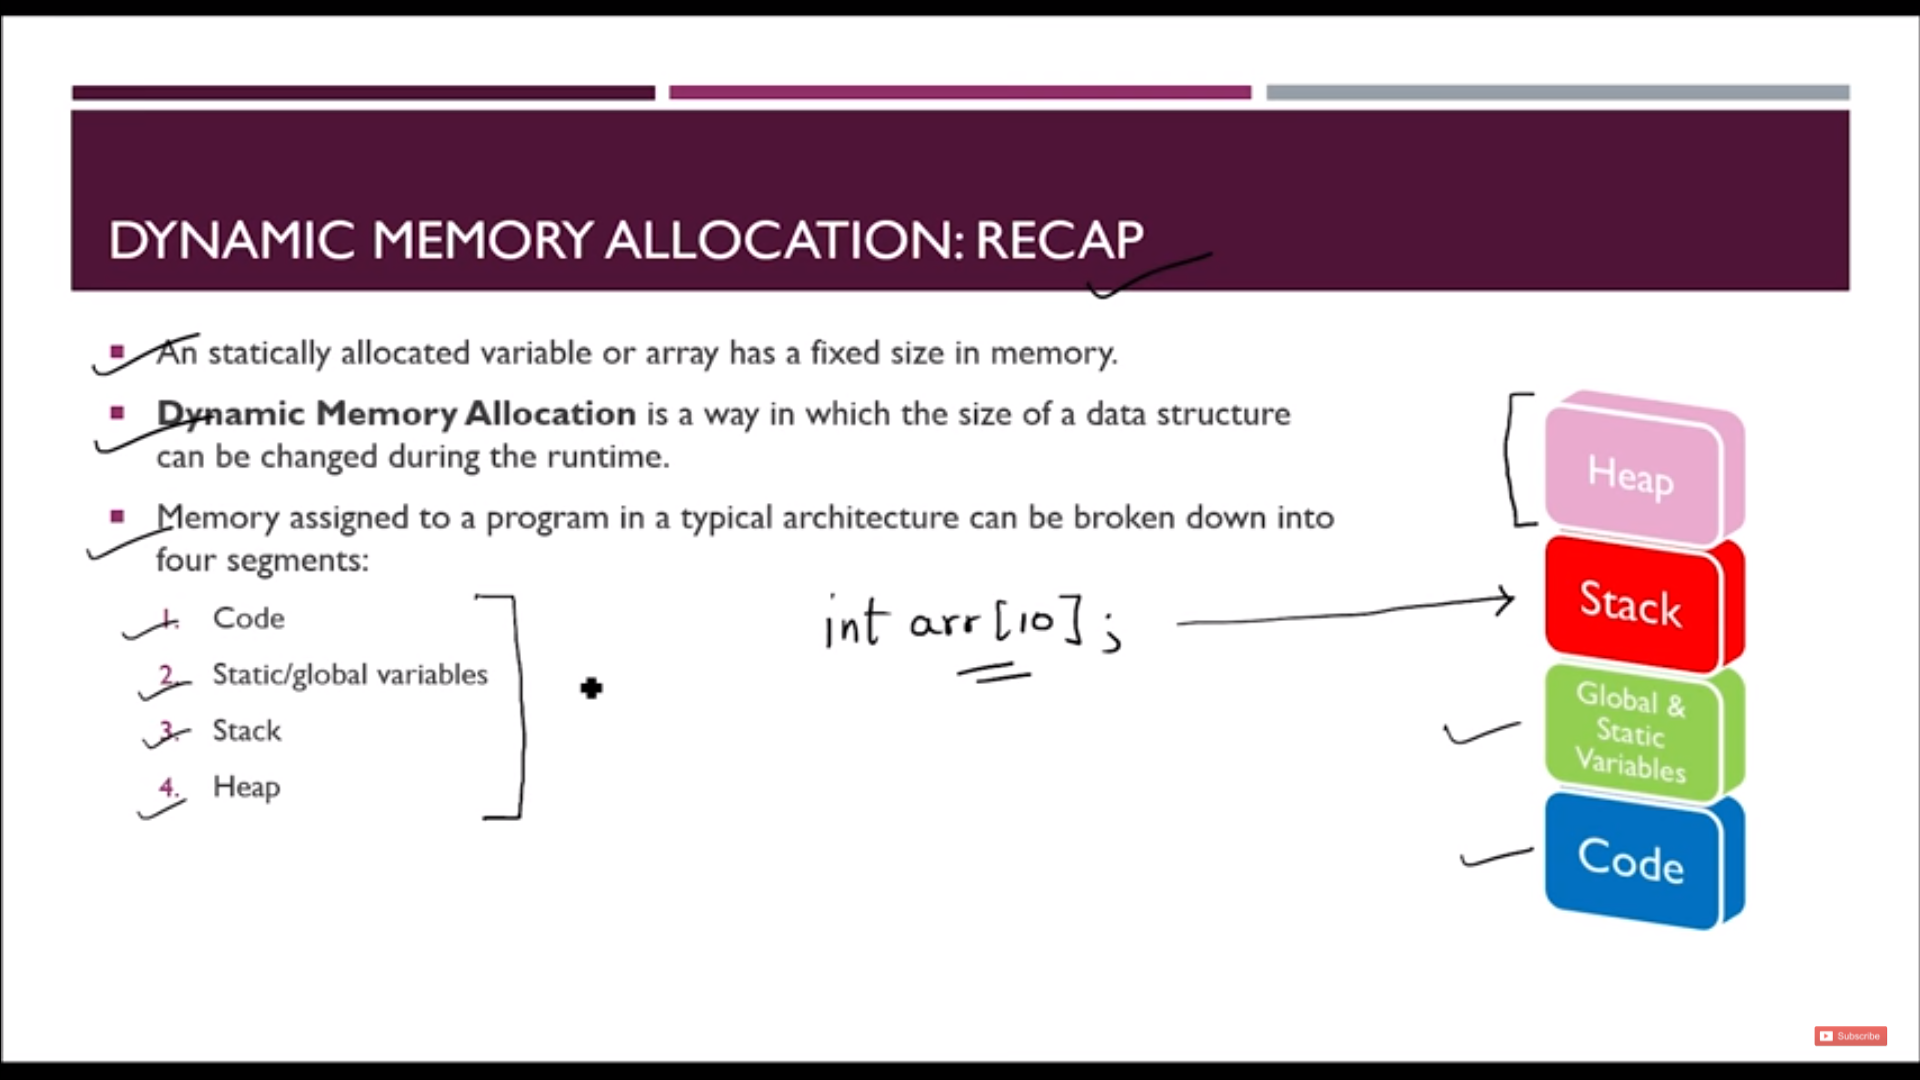 DYNAMIC MEMORY ALLOCATION: RECAP
An statically allocated variable or array has a fixed size in memory.
Dynamic Memory Allocation is a way in which the size of a data structure
can be changed during the runtime.
Memory assigned to a program in a typical architecture can be broken down into
four segments:
1. Code
2. Static/global variables
3. Stack
4. Heap
int arr[10];
Heap
Stack
Global &
Static
Variables
Code
Subscribe